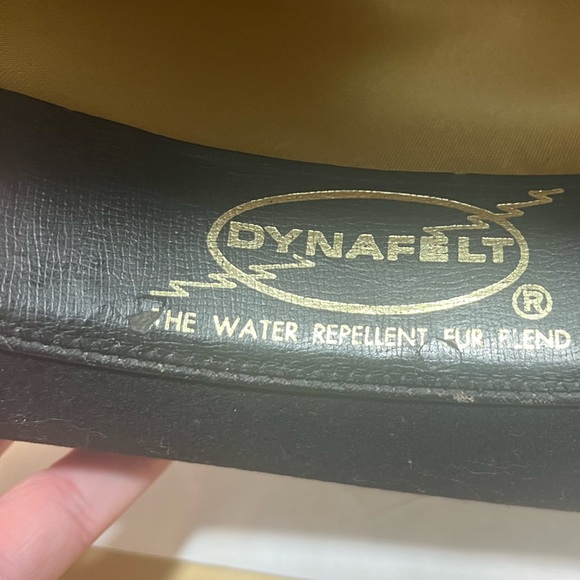 DYNAFELT
®
THE WATER REPELLENT FUR BLEND